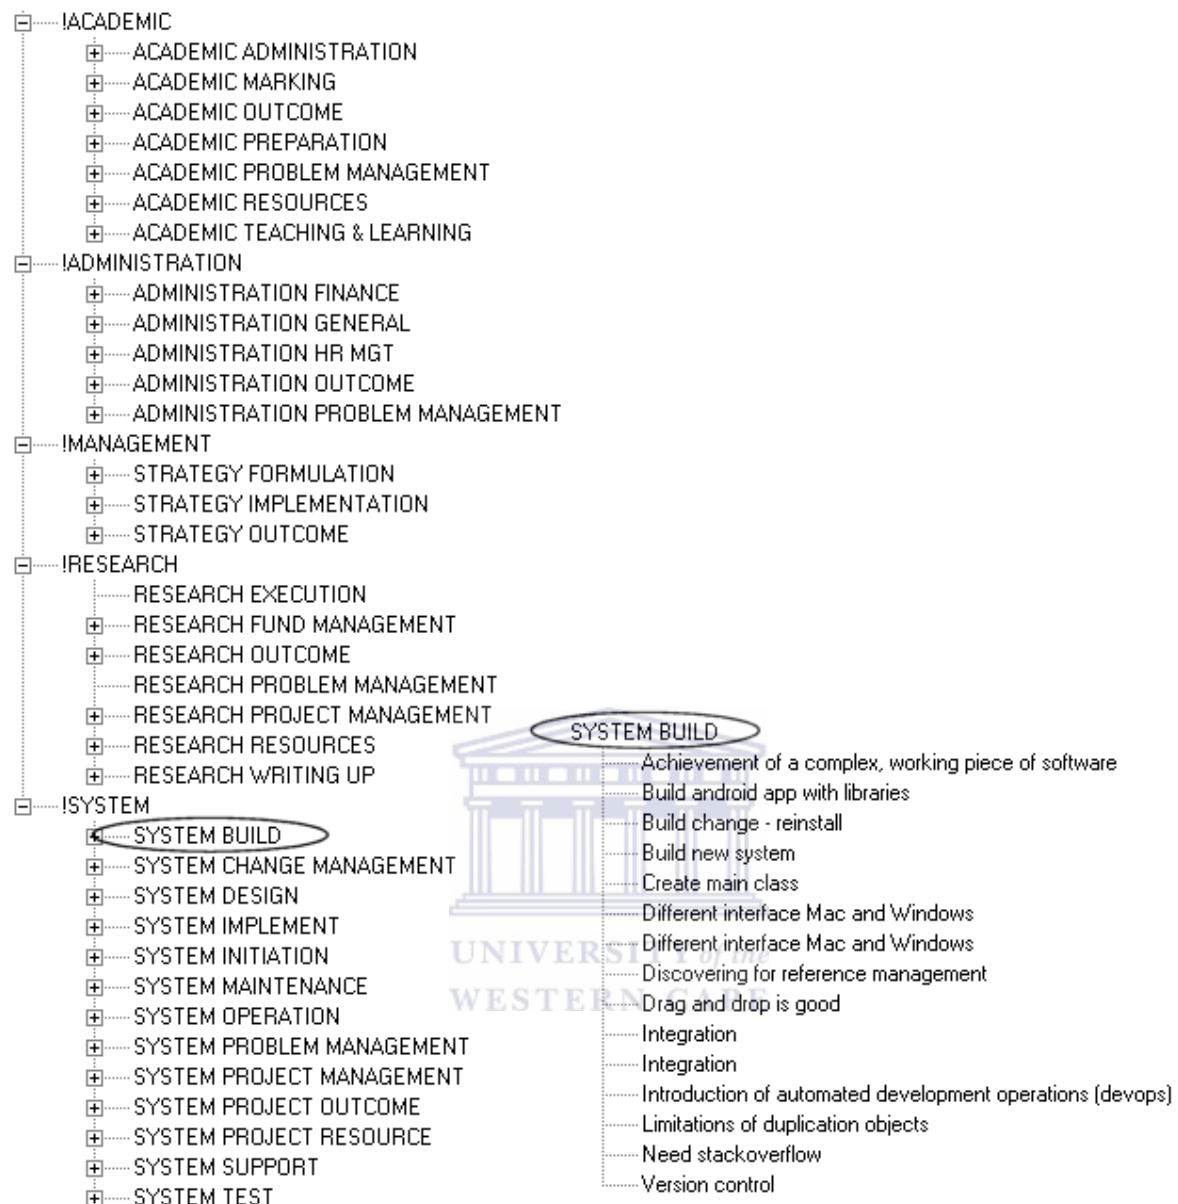 !ACADEMIC
ACADEMIC ADMINISTRATION
ACADEMIC MARKING
ACADEMIC OUTCOME
ACADEMIC PREPARATION
ACADEMIC PROBLEM MANAGEMENT
ACADEMIC RESOURCES
ACADEMIC TEACHING & LEARNING
!ADMINISTRATION
ADMINISTRATION FINANCE
ADMINISTRATION GENERAL
ADMINISTRATION HR MGT
ADMINISTRATION OUTCOME
ADMINISTRATION PROBLEM MANAGEMENT
!MANAGEMENT
STRATEGY FORMULATION
STRATEGY IMPLEMENTATION
STRATEGY OUTCOME
!RESEARCH
RESEARCH EXECUTION
RESEARCH FUND MANAGEMENT
RESEARCH OUTCOME
RESEARCH PROBLEM MANAGEMENT
RESEARCH PROJECT MANAGEMENT
RESEARCH RESOURCES
RESEARCH WRITING UP
!SYSTEM
SYSTEM BUILD
SYSTEM CHANGE MANAGEMENT
SYSTEM DESIGN
SYSTEM IMPLEMENT
SYSTEM INITIATION
SYSTEM MAINTENANCE
SYSTEM OPERATION
SYSTEM PROBLEM MANAGEMENT
SYSTEM PROJECT MANAGEMENT
SYSTEM PROJECT OUTCOME
SYSTEM PROJECT RESOURCE
SYSTEM SUPPORT
SYSTEM TEST
SYSTEM BUILD
Achievement of a complex, working piece of software
Build android app with libraries
Build change - reinstall
Build new system
Create main class
Different interface Mac and Windows
Different interface Mac and Windows
Discovering for reference management
Drag and drop is good
Integration
Integration
Introduction of automated development operations (devops)
Limitations of duplication objects
Need stackoverflow
Version control
UNIVERSITY of the
WESTERN CAPE